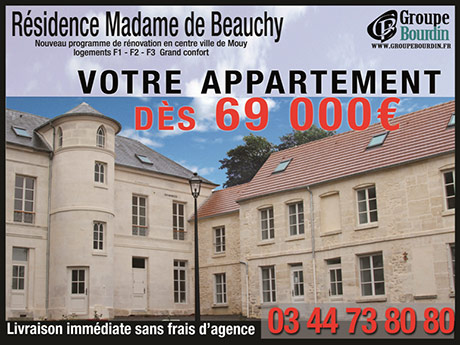 Résidence Madame de Beauchy
Nouveau programme de rénovation en centre ville de Mouy
logements F1 - F2 - F3 Grand confort
Groupe
Bourdin
WWW.GROUPEBOURDIN.FR
VOTRE APPARTEMENT
DÈS 69 000€
Livraison immédiate sans frais d'agence
03 44 73 80 80